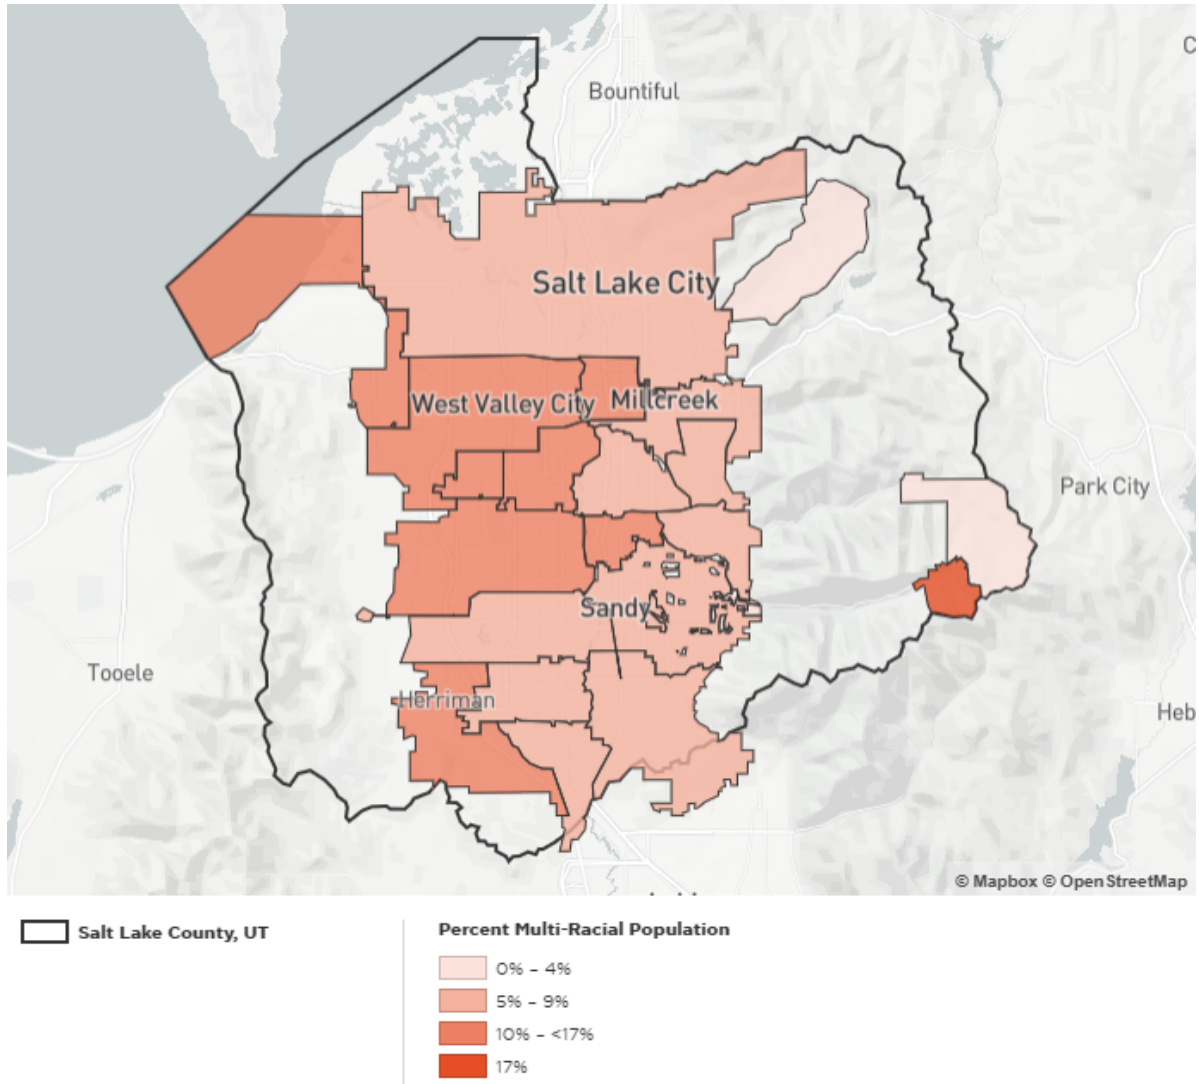 C
Bountiful
Salt Lake City
West Valley City
Millcreek
Park City
Sandy
Tooele
Herriman
Heb
© Mapbox © OpenStreetMap
Salt Lake County, UT
Percent Multi-Racial Population
0% – 4%
5% – 9%
10% – <17%
17%